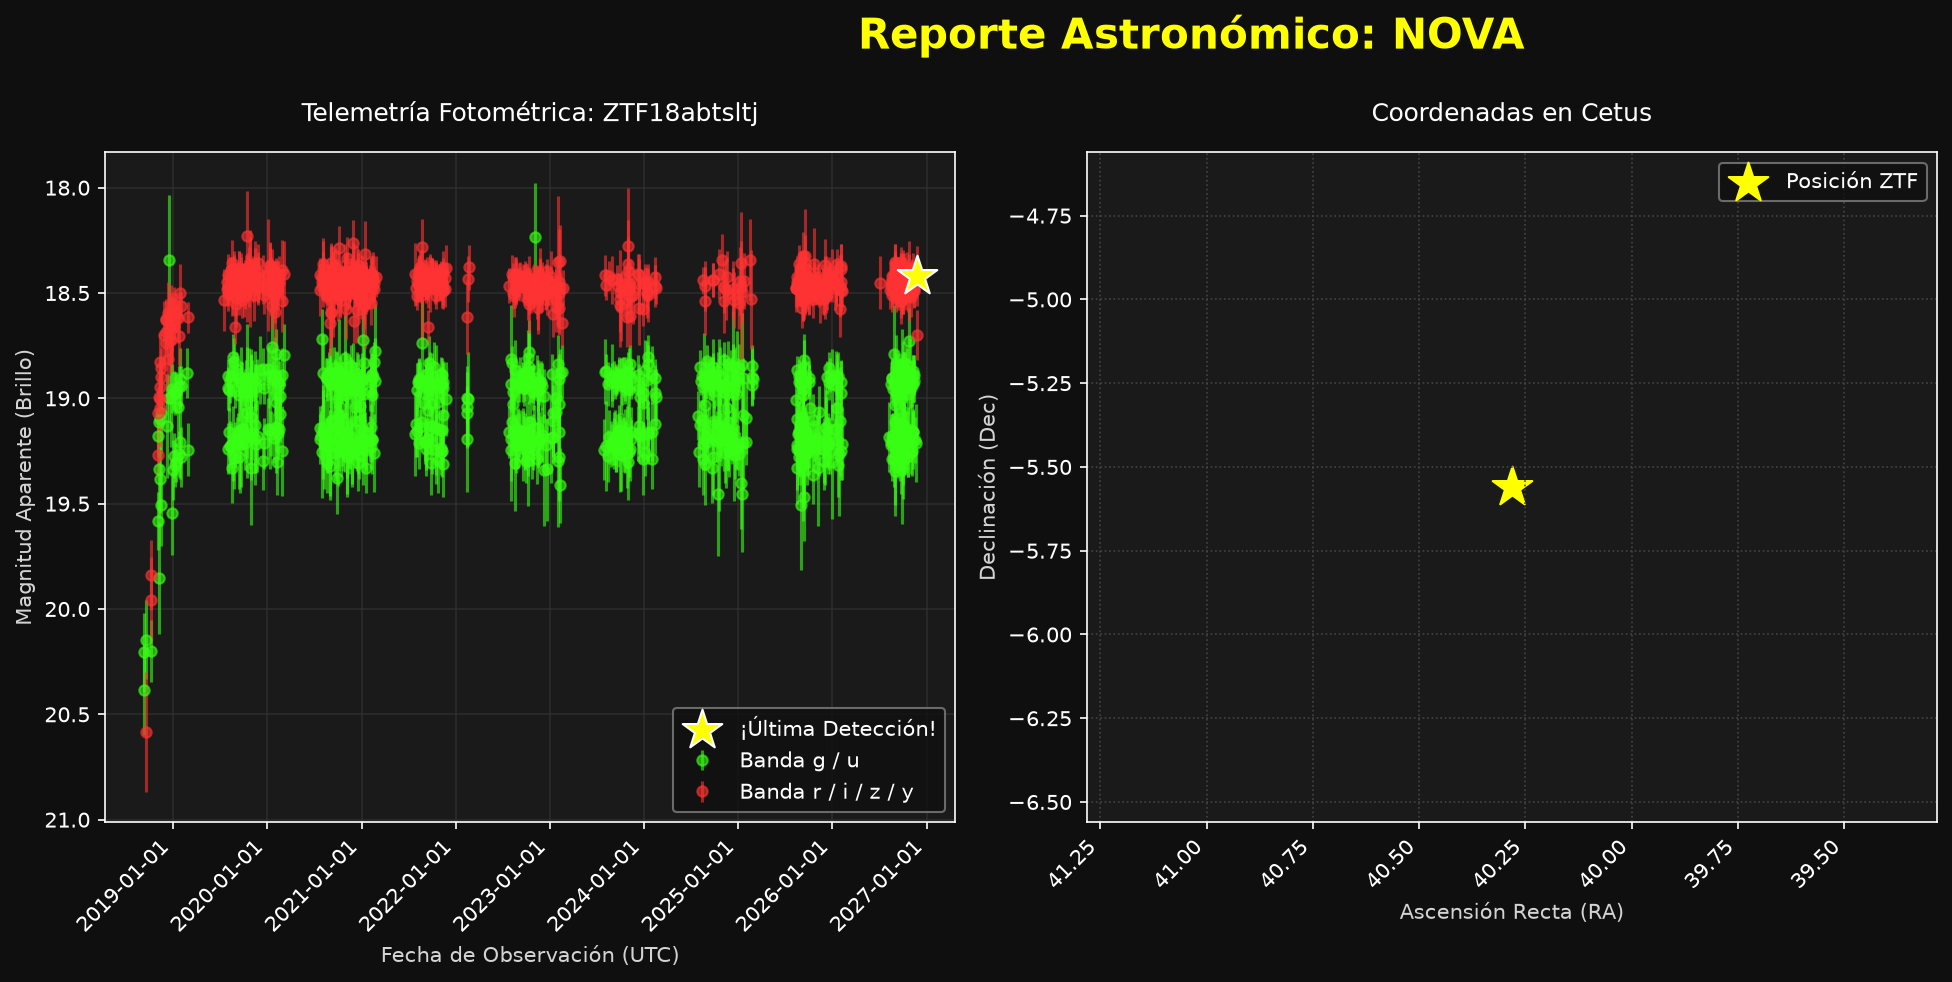 Reporte Astronómico: NOVA
Telemetría Fotométrica: ZTF18abtsltj
Magnitud Aparente (Brillo)
18.0
18.5
19.0
19.5
20.0
20.5
21.0
¡Última Detección!
Banda g / u
Banda r / i / z / y
2019-01-01
2020-01-01
2021-01-01
2022-01-01
2023-01-01
2024-01-01
2025-01-01
2026-01-01
2027-01-01
Fecha de Observación (UTC)
Coordenadas en Cetus
Posición ZTF
Declinación (Dec)
−4.75
−5.00
−5.25
−5.50
−5.75
−6.00
−6.25
−6.50
41.25
41.00
40.75
40.50
40.25
40.00
39.75
39.50
Ascensión Recta (RA)